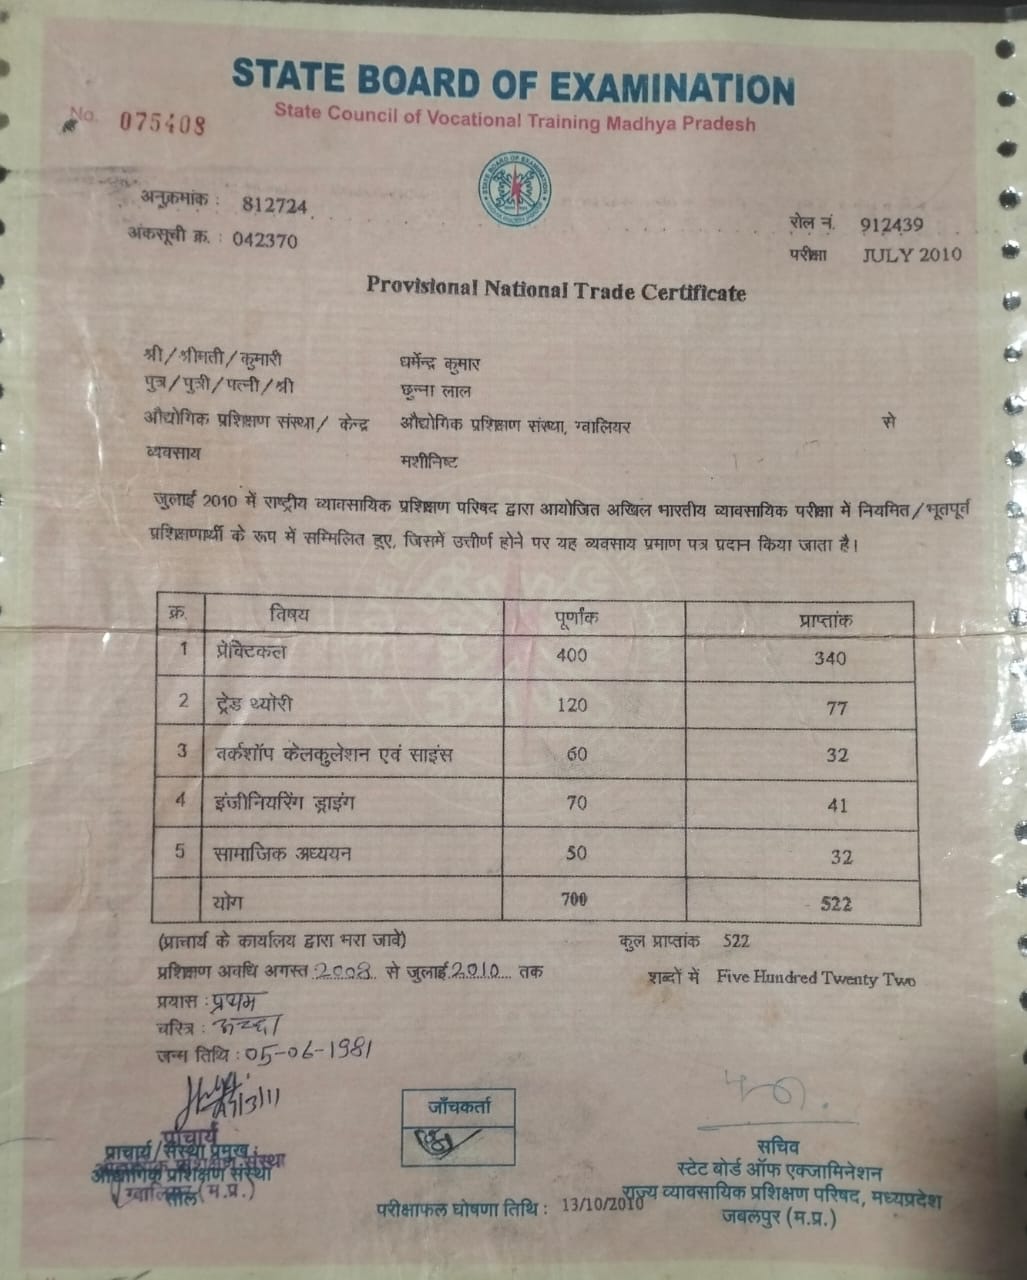 STATE BOARD OF EXAMINATION
State Council of Vocational Training Madhya Pradesh
No. 075408
अनुक्रमांक : 812724
अंकसूची क्र. : 042370
रोल नं. 912439
परीक्षा JULY 2010
Provisional National Trade Certificate
श्री/श्रीमती/कुमारी धर्मेन्द्र कुमार
पुत्र/पुत्री/पत्नी/श्री छुन्ना लाल
औद्योगिक प्रशिक्षण संस्था/ केन्द्र औद्योगिक प्रशिक्षण संस्था, ग्वालियर से
व्यवसाय मशीनिष्ट
जुलाई 2010 में राष्ट्रीय व्यावसायिक प्रशिक्षण परिषद द्वारा आयोजित अखिल भारतीय व्यावसायिक परीक्षा में नियमित/भूतपूर्व
प्रशिक्षणार्थी के रूप में सम्मिलित हुए, जिसमें उत्तीर्ण होने पर यह व्यवसाय प्रमाण पत्र प्रदान किया जाता है।
क्र. विषय पूर्णांक प्राप्तांक
1 प्रेक्टिकल 400 340
2 ट्रेड थ्योरी 120 77
3 वर्कशॉप केलकुलेशन एवं साइंस 60 32
4 इंजीनियरिंग ड्राइंग 70 41
5 सामाजिक अध्ययन 50 32
योग 700 522
(प्राचार्य के कार्यालय द्वारा भरा जावे) कुल प्राप्तांक 522
प्रशिक्षण अवधि अगस्त 2008 से जुलाई 2010 तक शब्दों में Five Hundred Twenty Two
प्रयास : प्रथम
चरित्र : अच्छा
जन्म तिथि : 05-06-1981
जाँचकर्ता
प्राचार्य
प्राचार्य/संस्था प्रमुख
औद्योगिक प्रशिक्षण संस्था
ग्वालियर (म.प्र.)
सील
सचिव
स्टेट बोर्ड ऑफ एक्जामिनेशन
राज्य व्यावसायिक प्रशिक्षण परिषद, मध्यप्रदेश
जबलपुर (म.प्र.)
परीक्षाफल घोषणा तिथि : 13/10/2010